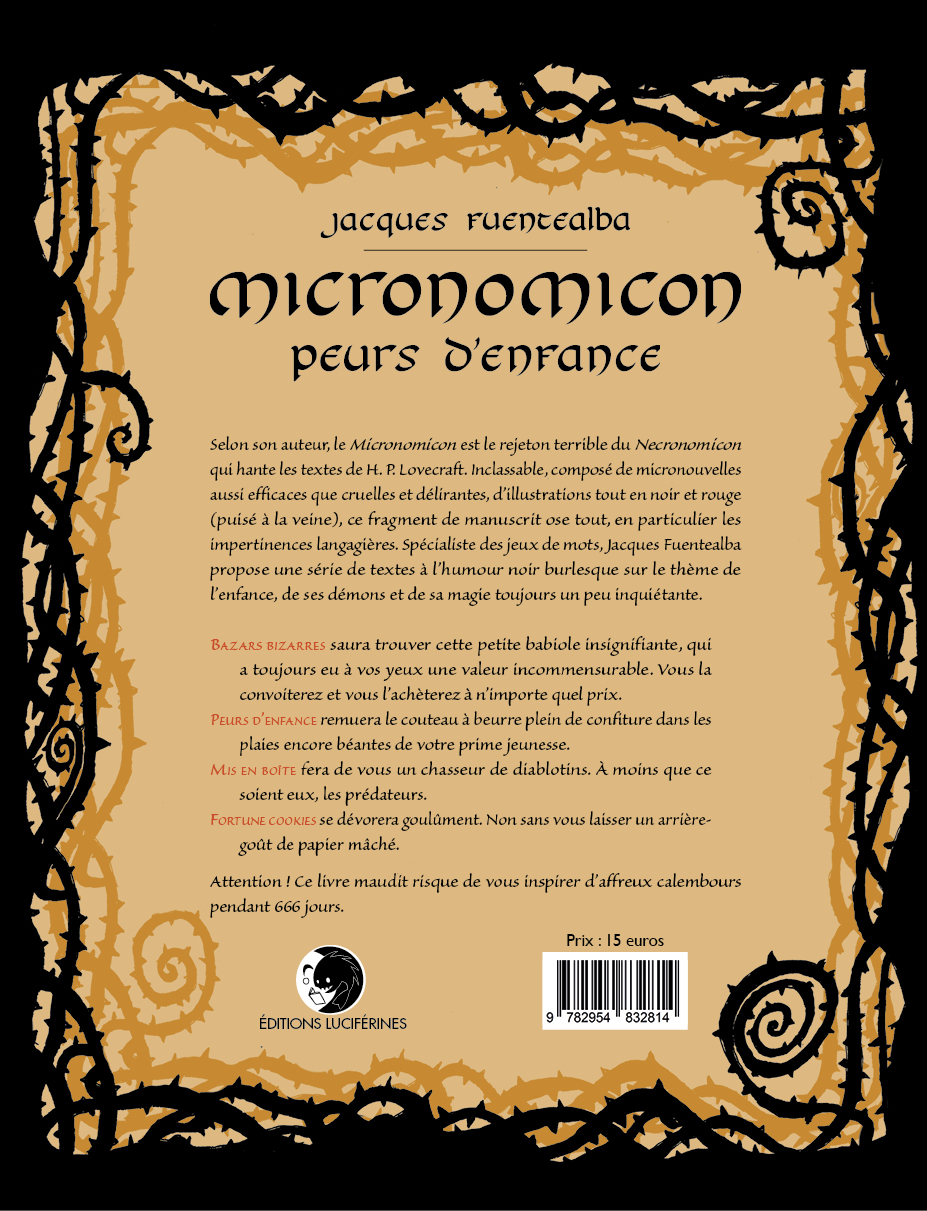 Jacques Fuentealba
Micronomicon
Peurs d'enfance
Selon son auteur, le Micronomicon est le rejeton terrible du Necronomicon
qui hante les textes de H. P. Lovecraft. Inclassable, composé de micronouvelles
aussi efficaces que cruelles et délirantes, d'illustrations tout en noir et rouge
(puisé à la veine), ce fragment de manuscrit ose tout, en particulier les
impertinences langagières. Spécialiste des jeux de mots, Jacques Fuentealba
propose une série de textes à l'humour noir burlesque sur le thème de
l'enfance, de ses démons et de sa magie toujours un peu inquiétante.
Bazars bizarres saura trouver cette petite babiole insignifiante, qui
a toujours eu à vos yeux une valeur incommensurable. Vous la
convoiterez et vous l'achèterez à n'importe quel prix.
Peurs d'enfance remuera le couteau à beurre plein de confiture dans les
plaies encore béantes de votre prime jeunesse.
Mis en boîte fera de vous un chasseur de diablotins. À moins que ce
soient eux, les prédateurs.
Fortune cookies se dévorera goulûment. Non sans vous laisser un arrière-
goût de papier mâché.
Attention ! Ce livre maudit risque de vous inspirer d'affreux calembours
pendant 666 jours.
Prix : 15 euros
9 782954 832814
ÉDITIONS LUCIFÉRINES